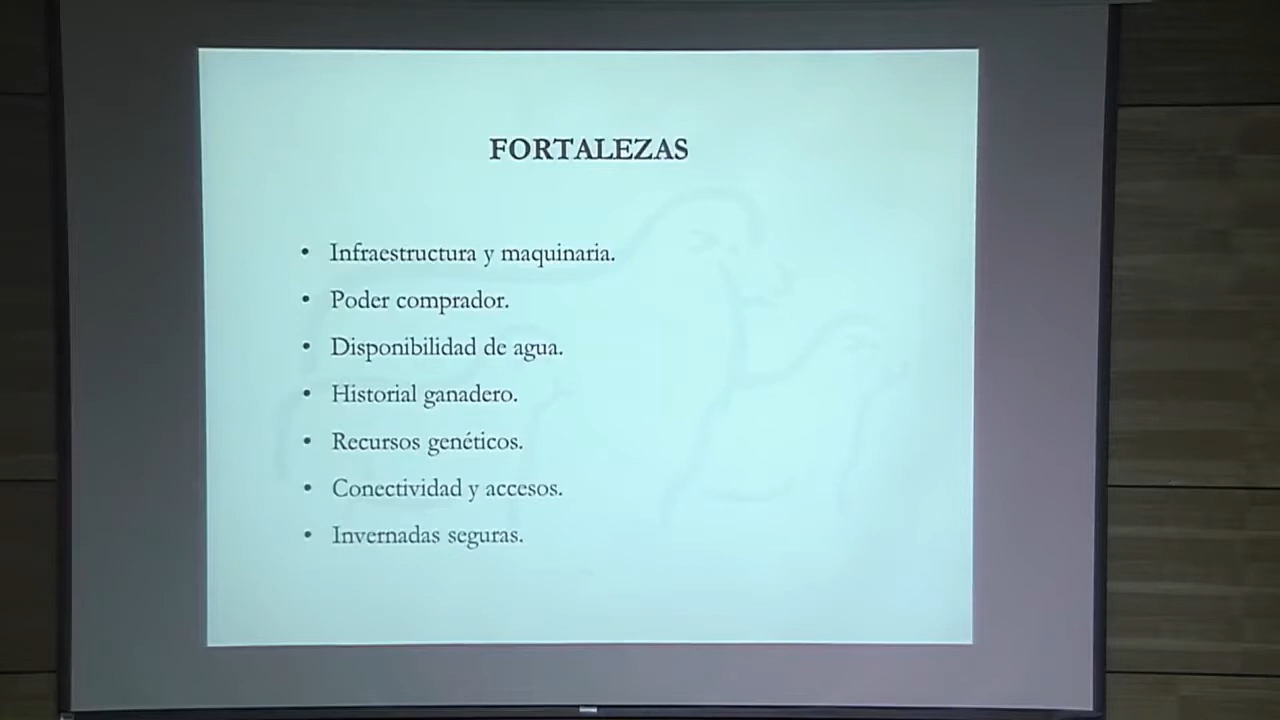 FORTALEZAS
• Infraestructura y maquinaria.
• Poder comprador.
• Disponibilidad de agua.
• Historial ganadero.
• Recursos genéticos.
• Conectividad y accesos.
• Invernadas seguras.